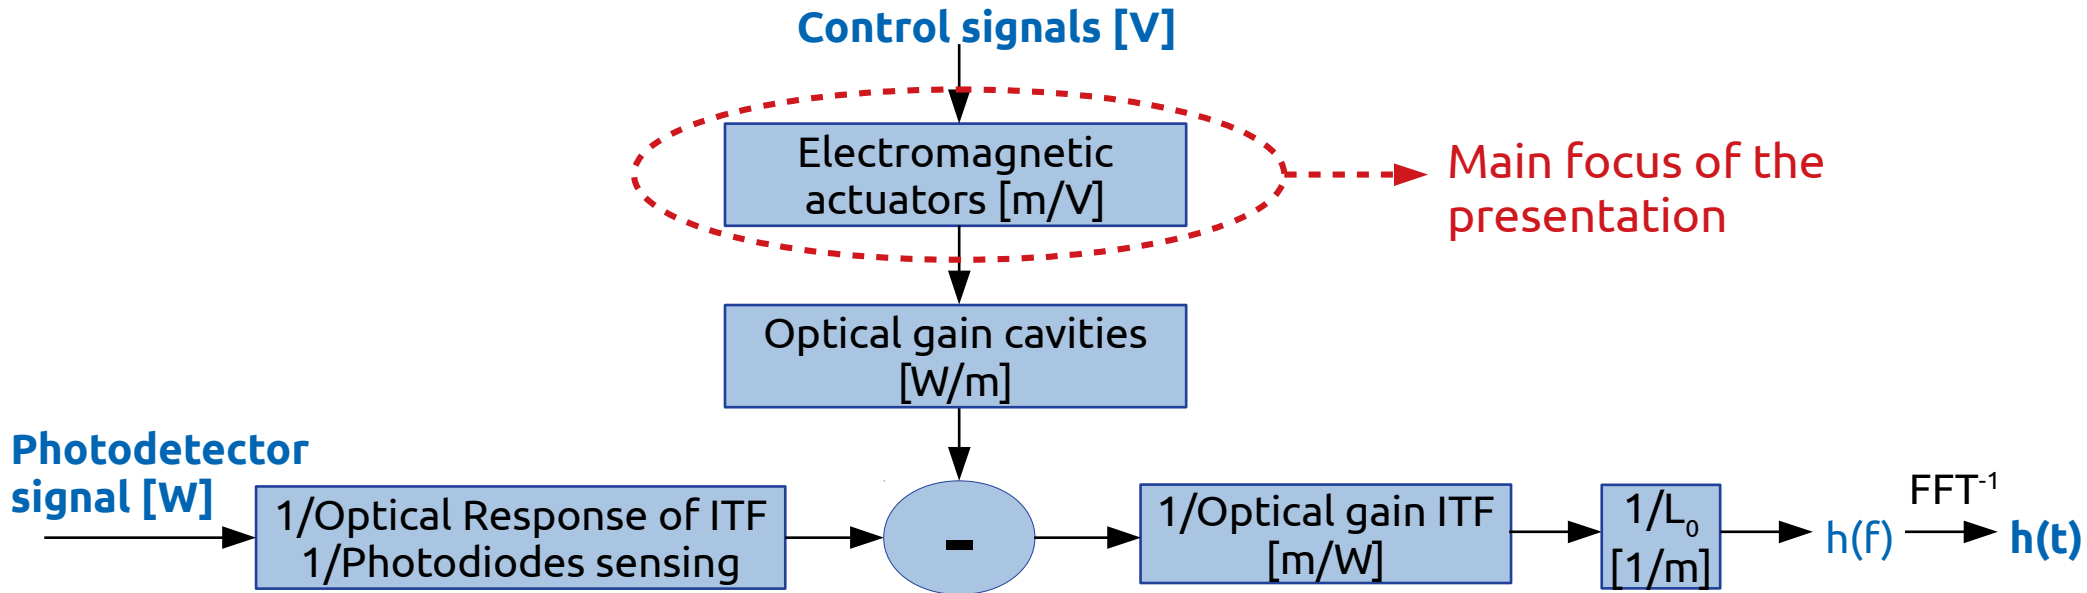 Control signals [V]
Electromagnetic
actuators [m/V]
Main focus of the
presentation
Optical gain cavities
[W/m]
Photodetector
signal [W]
1/Optical Response of ITF
1/Photodiodes sensing
-
1/Optical gain ITF
[m/W]
1/L₀
[1/m]
h(f)
FFT⁻¹
h(t)